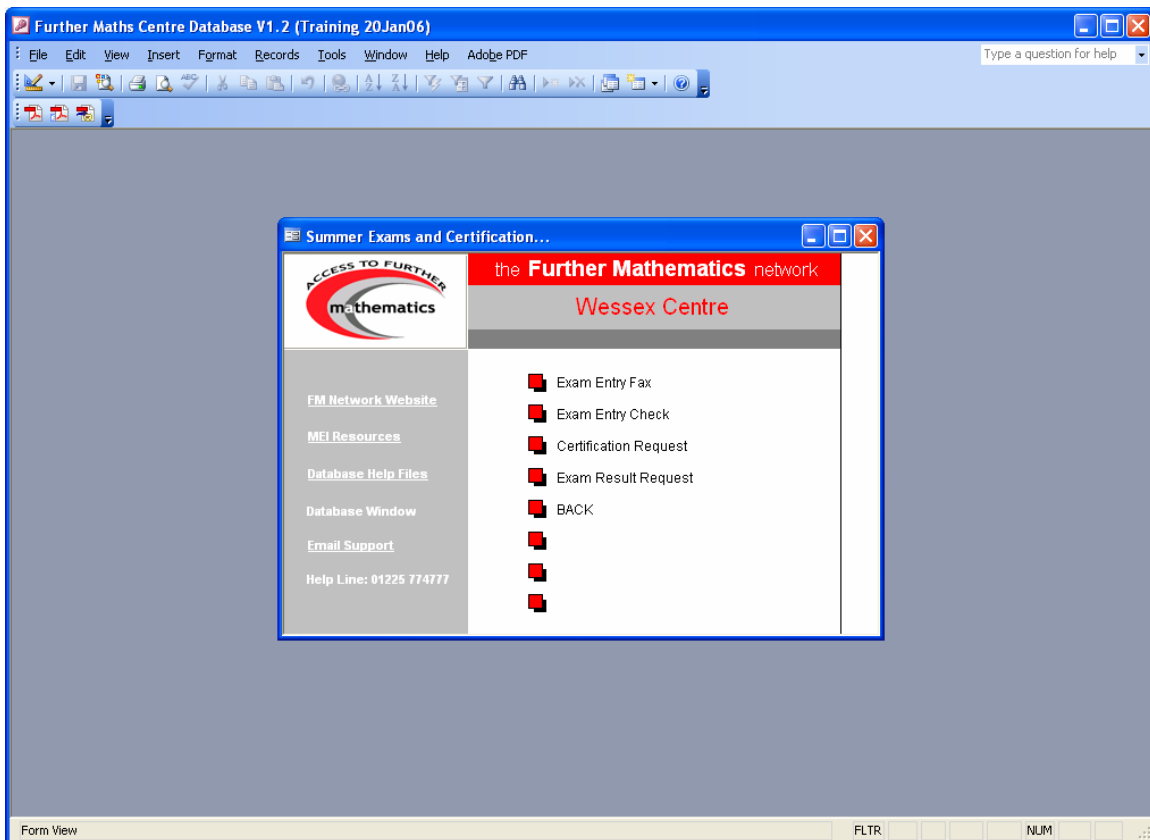 Further Maths Centre Database V1.2 (Training 20Jan06)
File Edit View Insert Format Records Tools Window Help Adobe PDF
Type a question for help
Summer Exams and Certification...
ACCESS TO FURTHER
mathematics
the Further Mathematics network
Wessex Centre
FM Network Website
MEI Resources
Database Help Files
Database Window
Email Support
Help Line: 01225 774777
Exam Entry Fax
Exam Entry Check
Certification Request
Exam Result Request
BACK
Form View
FLTR
NUM